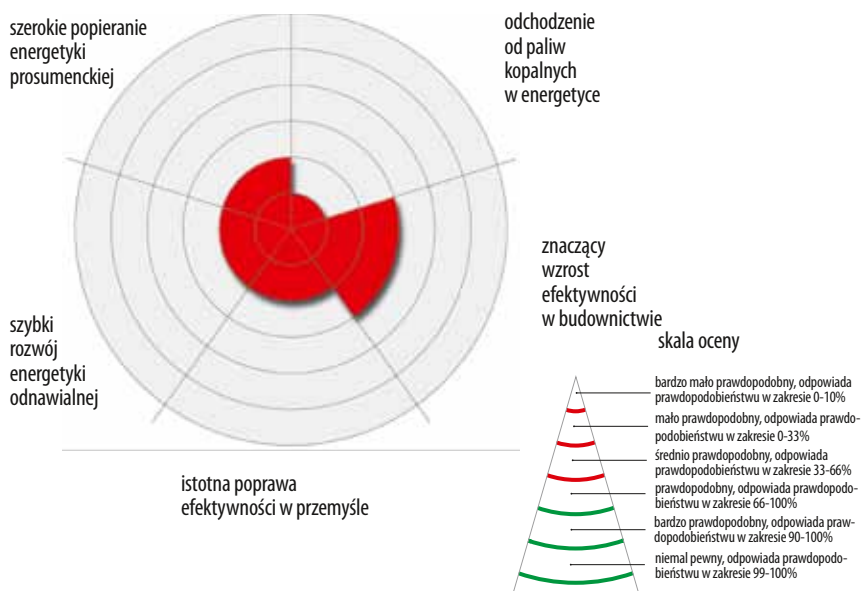 szerokie popieranie
energetyki
prosumenckiej
odchodzenie
od paliw
kopalnych
w energetyce
znaczący
wzrost
efektywności
w budownictwie
szybki
rozwój
energetyki
odnawialnej
istotna poprawa
efektywności w przemyśle
skala oceny
bardzo mało prawdopodobny, odpowiada
prawdopodobieństwu w zakresie 0-10%
mało prawdopodobny, odpowiada prawdo-
podobieństwu w zakresie 0-33%
średnio prawdopodobny, odpowiada
prawdopodobieństwu w zakresie 33-66%
prawdopodobny, odpowiada prawdopodo-
bieństwu w zakresie 66-100%
bardzo prawdopodobny, odpowiada praw-
dopodobieństwu w zakresie 90-100%
niemal pewny, odpowiada prawdopodo-
bieństwu w zakresie 99-100%